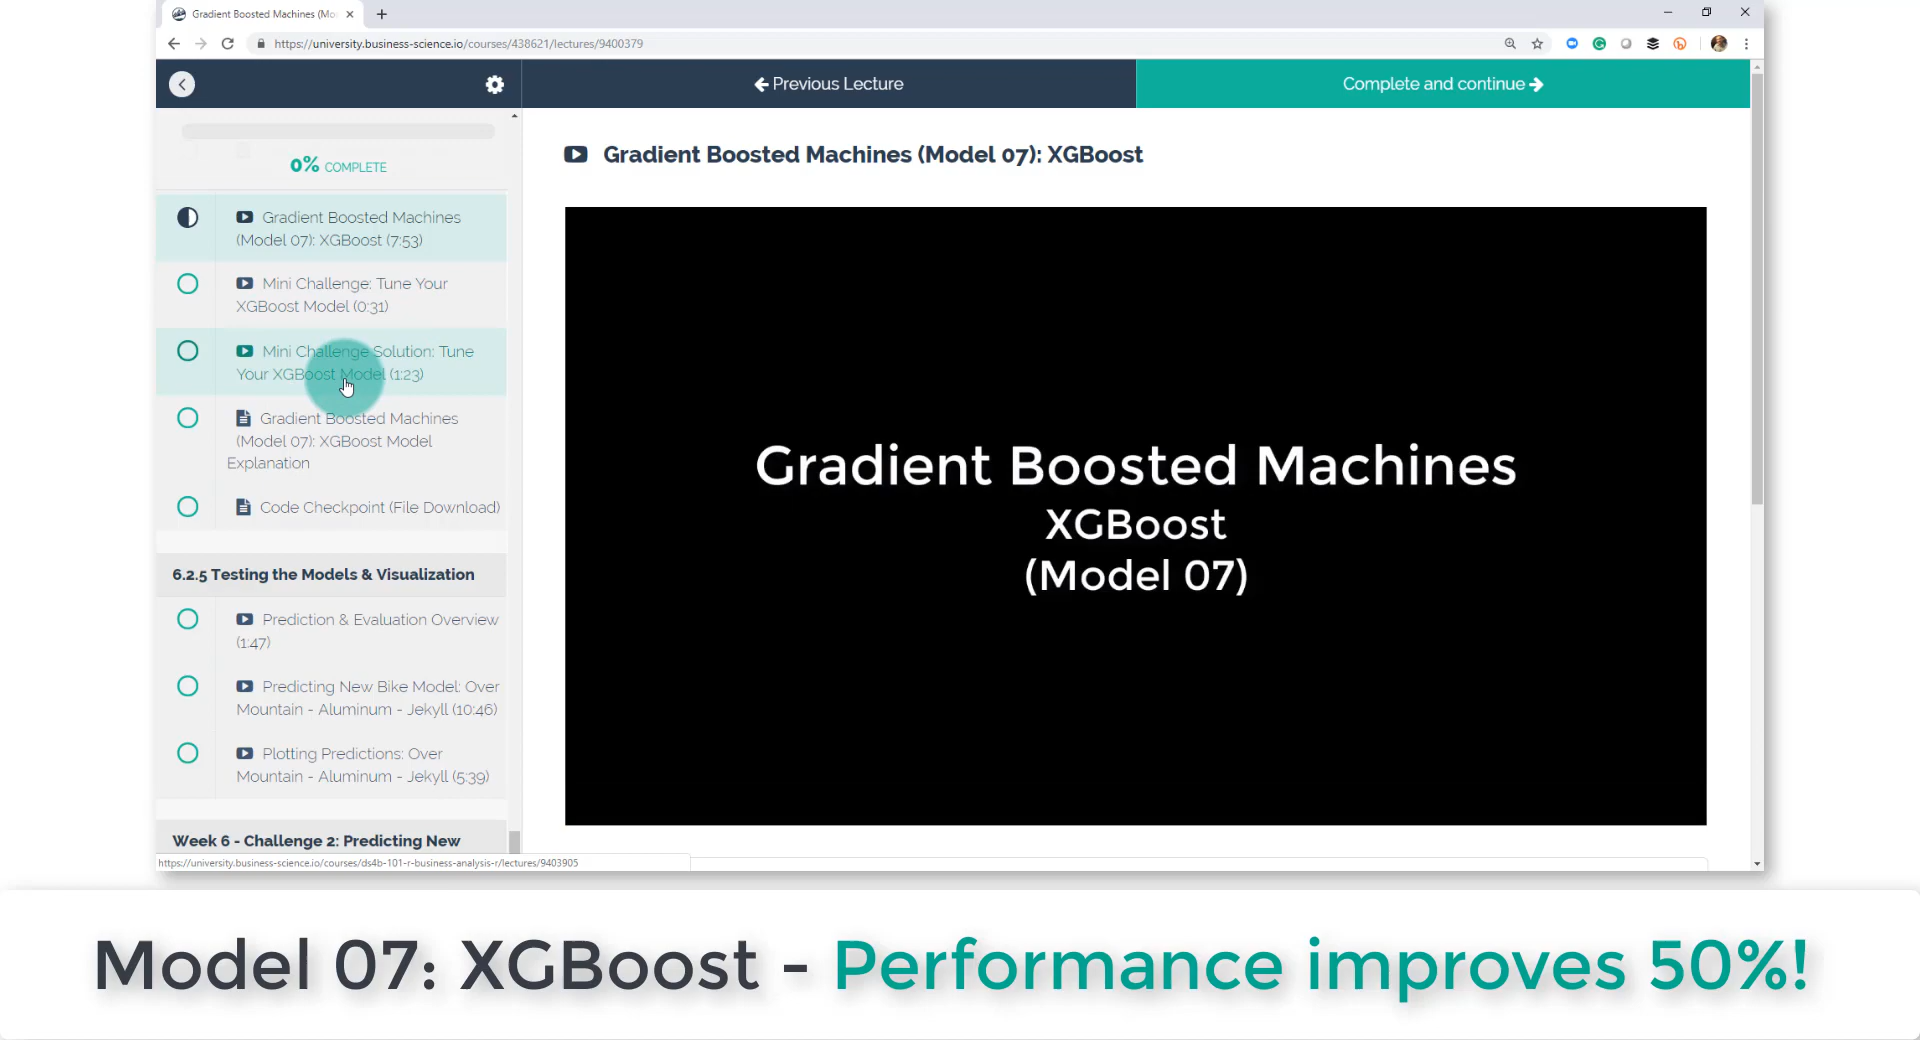 Gradient Boosted Machines (Mo
https://university.business-science.io/courses/438621/lectures/9400379
Previous Lecture
Complete and continue
0% COMPLETE
Gradient Boosted Machines
(Model 07): XGBoost (7:53)
Mini Challenge: Tune Your
XGBoost Model (0:31)
Mini Challenge Solution: Tune
Your XGBoost Model (1:23)
Gradient Boosted Machines
(Model 07): XGBoost Model
Explanation
Code Checkpoint (File Download)
6.2.5 Testing the Models & Visualization
Prediction & Evaluation Overview
(1:47)
Predicting New Bike Model: Over
Mountain - Aluminum - Jekyll (10:46)
Plotting Predictions: Over
Mountain - Aluminum - Jekyll (5:39)
Week 6 - Challenge 2: Predicting New
https://university.business-science.io/courses/ds4b-101-r-business-analysis-r/lectures/9403905
Gradient Boosted Machines (Model 07): XGBoost
Gradient Boosted Machines
XGBoost
(Model 07)
Model 07: XGBoost - Performance improves 50%!